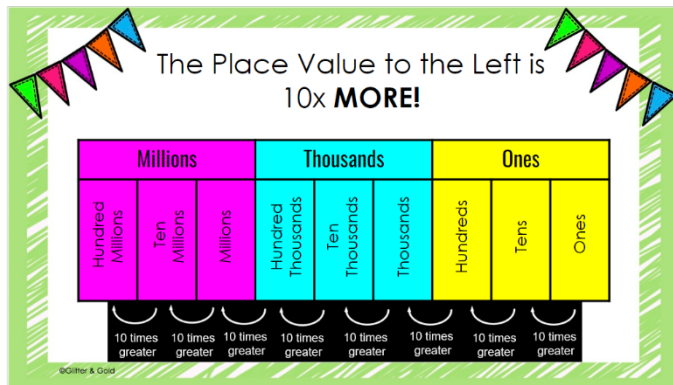 The Place Value to the Left is
10x MORE!
Millions
Thousands
Ones
Hundred
Millions
Ten
Millions
Millions
Hundred
Thousands
Ten
Thousands
Thousands
Hundreds
Tens
Ones
10 times
greater
10 times
greater
10 times
greater
10 times
greater
10 times
greater
10 times
greater
10 times
greater
10 times
greater
©Glitter & Gold